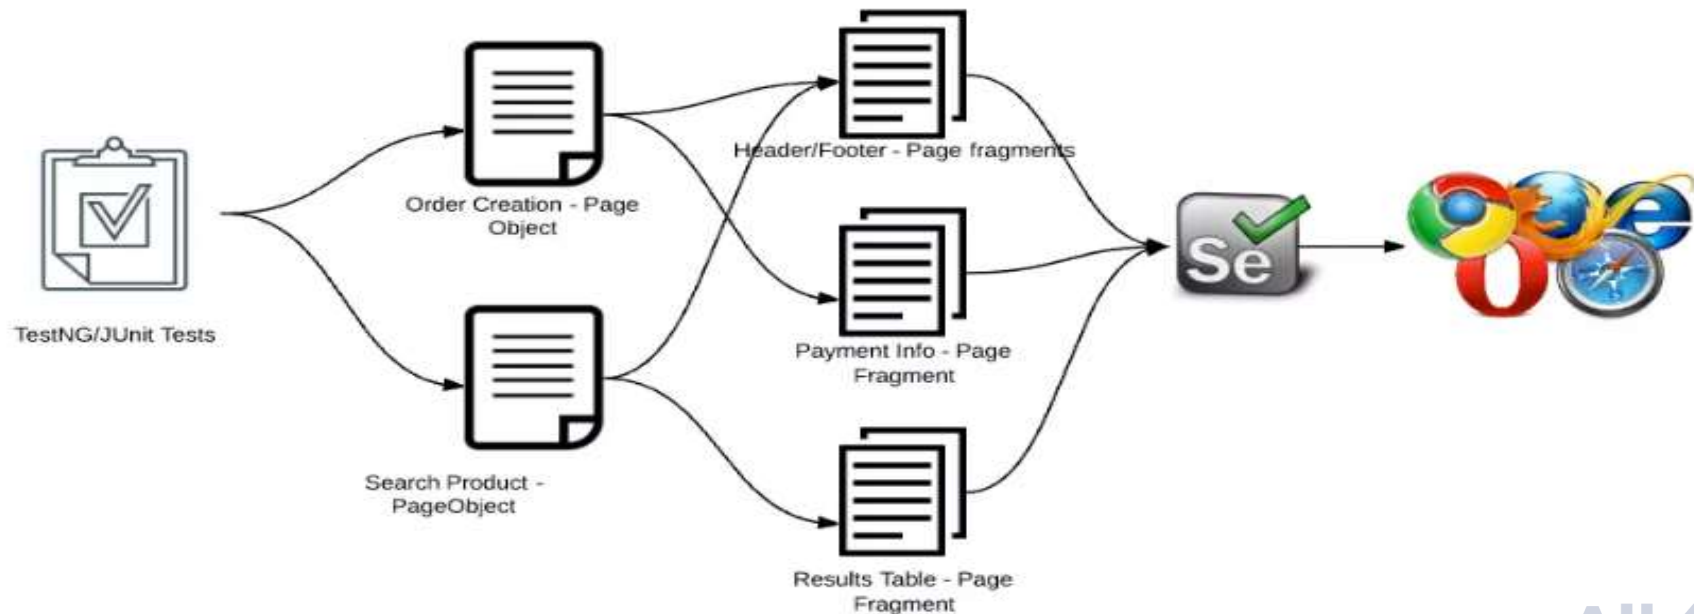 Header/Footer - Page fragments
Order Creation - Page
Object
Se
TestNG/JUnit Tests
Payment Info - Page
Fragment
Search Product -
PageObject
Results Table - Page
Fragment